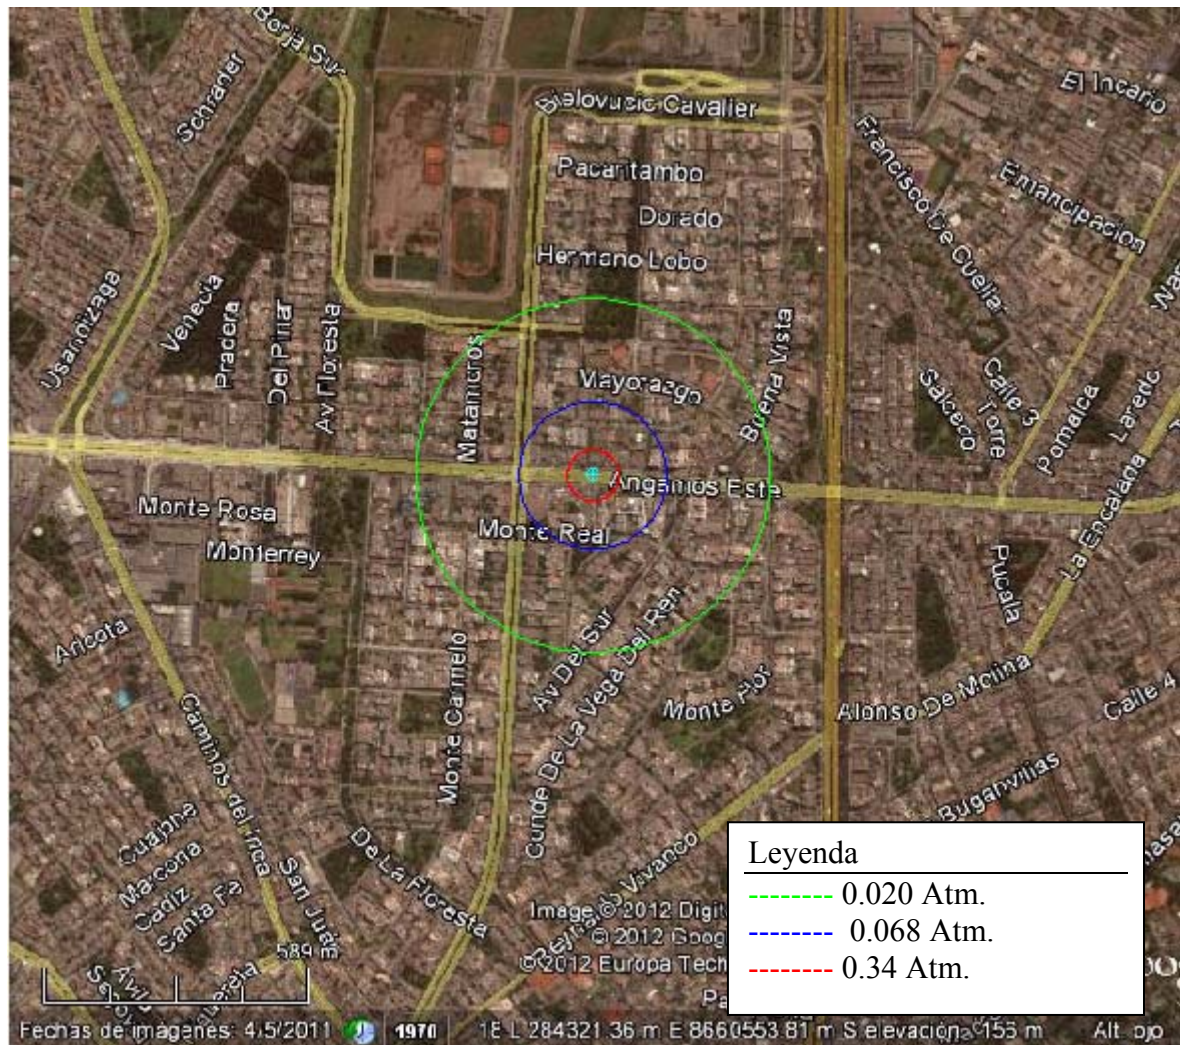 Borja Sur
Schrader
Bielovucic Cavalier
El Incario
Pacaritambo
Francisco De Cuellar
Emancipacion
Dorado
Hermano Lobo
Usandizaga
Venecia
Pradera
Del Pinar
Av Floresta
Matamoros
Mayorazgo
Buena Vista
Salceco
Calle 3
Torre
Pomalca
Laredo
Angamos Este
La Encalada
Monte Rosa
Monterrey
Monte Real
Pucala
Aricota
Av Del Sur
Conde De La Vega Del Ren
Monte Flor
Alonso De Molina
Calle 4
Caminos del Inca
Monte Carmelo
Buganvilias
Marcona
Cadiz
Santa Fe
San Juan
De La Floresta
Reynaldo Vivanco
Leyenda
-------- 0.020 Atm.
-------- 0.068 Atm.
-------- 0.34 Atm.
Image © 2012 Digit
© 2012 Goog
© 2012 Europa Tech
589 m
Fechas de imágenes: 4/5/2011 1970 18 L 284321.36 m E 8660553.81 m S elevación 155 m Alt. ojo